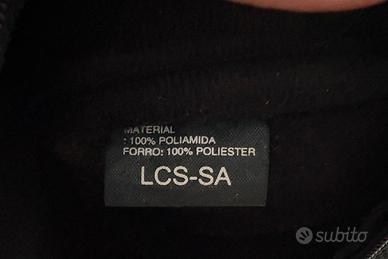 MATERIAL
: 100% POLIAMIDA
FORRO: 100% POLIESTER
LCS-SA
subito